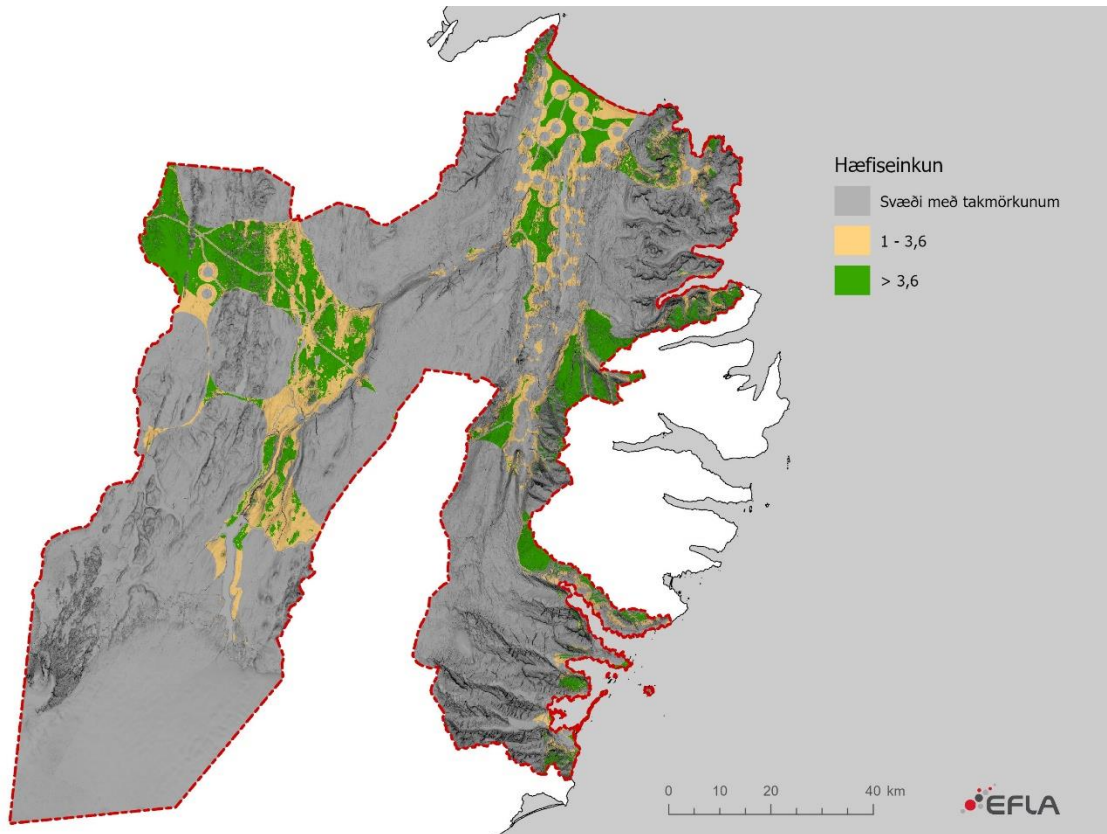 Hæfiseinkun
Svæði með takmörkunum
1 - 3,6
> 3,6
0 10 20 40 km
EFLA